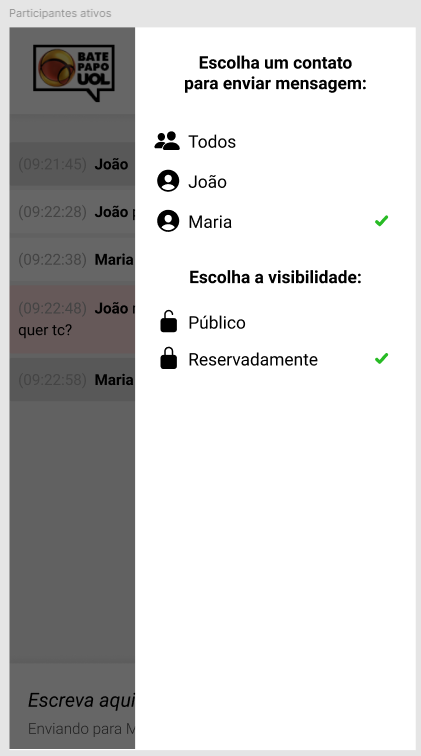 Participantes ativos
BATE
PAPO
UOL
Escolha um contato
para enviar mensagem:
Todos
João
Maria
Escolha a visibilidade:
Público
Reservadamente
(09:21:45) João
(09:22:28) João
(09:22:38) Maria
(09:22:48) João
quer tc?
(09:22:58) Maria
Escreva aqui
Enviando para M